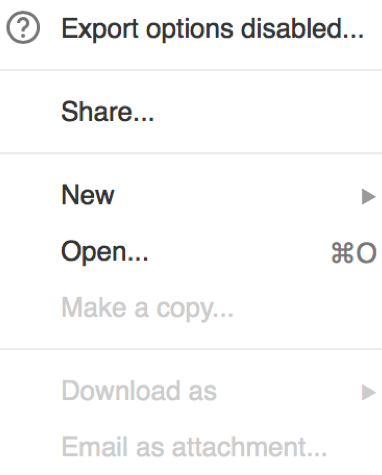 Export options disabled...
Share...
New
Open... ⌘O
Make a copy...
Download as
Email as attachment...